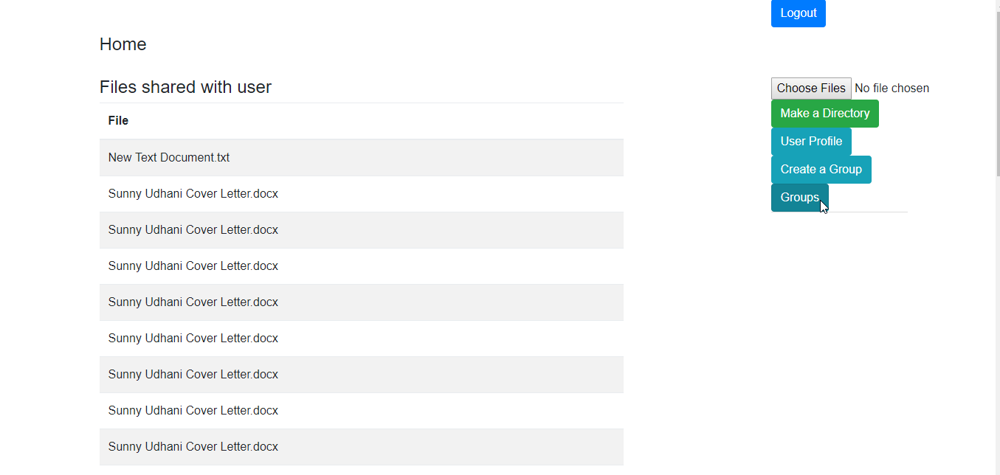 Logout
Home
Files shared with user
Choose Files No file chosen
Make a Directory
User Profile
Create a Group
Groups
File
New Text Document.txt
Sunny Udhani Cover Letter.docx
Sunny Udhani Cover Letter.docx
Sunny Udhani Cover Letter.docx
Sunny Udhani Cover Letter.docx
Sunny Udhani Cover Letter.docx
Sunny Udhani Cover Letter.docx
Sunny Udhani Cover Letter.docx
Sunny Udhani Cover Letter.docx